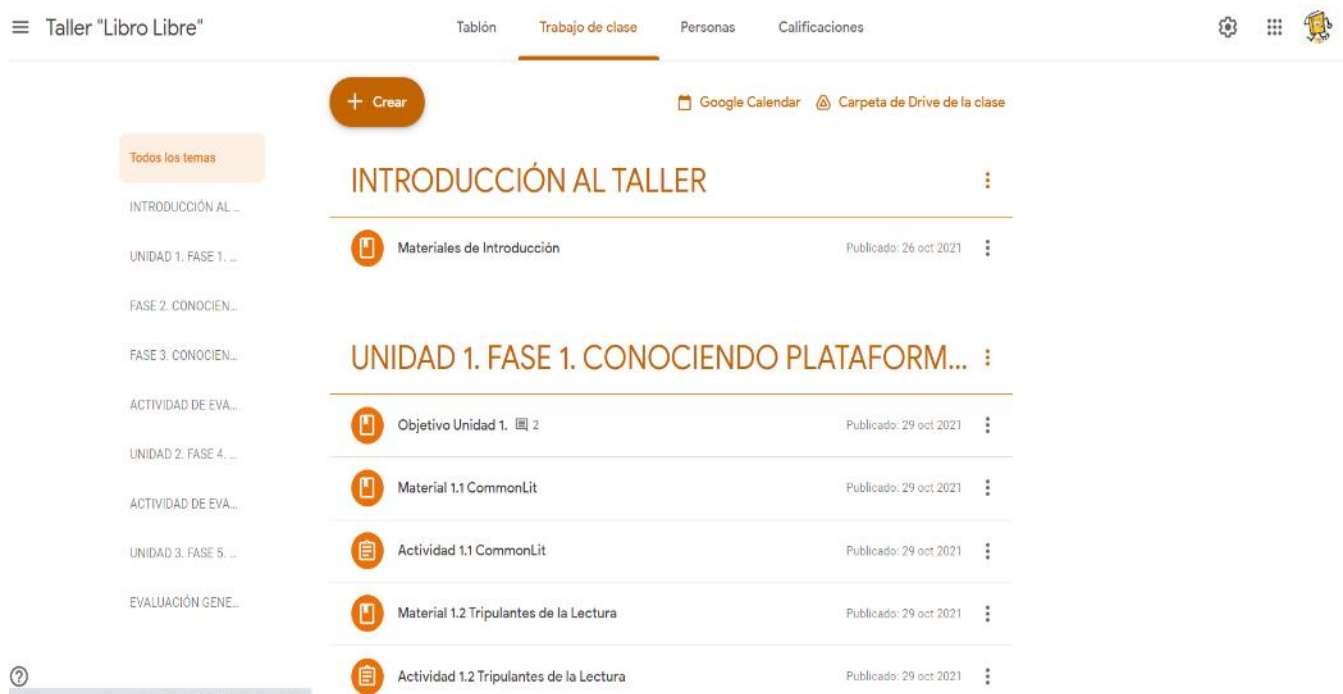 Taller "Libro Libre"
Tablón Trabajo de clase Personas Calificaciones
+ Crear
Google Calendar Carpeta de Drive de la clase
Todos los temas
INTRODUCCIÓN AL ...
UNIDAD 1. FASE 1. ...
FASE 2. CONOCIEN...
FASE 3. CONOCIEN...
ACTIVIDAD DE EVA...
UNIDAD 2. FASE 4. ...
ACTIVIDAD DE EVA...
UNIDAD 3. FASE 5. ...
EVALUACIÓN GENE...
INTRODUCCIÓN AL TALLER
Materiales de Introducción Publicado: 26 oct 2021
UNIDAD 1. FASE 1. CONOCIENDO PLATAFORM...
Objetivo Unidad 1. 2 Publicado: 29 oct 2021
Material 1.1 CommonLit Publicado: 29 oct 2021
Actividad 1.1 CommonLit Publicado: 29 oct 2021
Material 1.2 Tripulantes de la Lectura Publicado: 29 oct 2021
Actividad 1.2 Tripulantes de la Lectura Publicado: 29 oct 2021